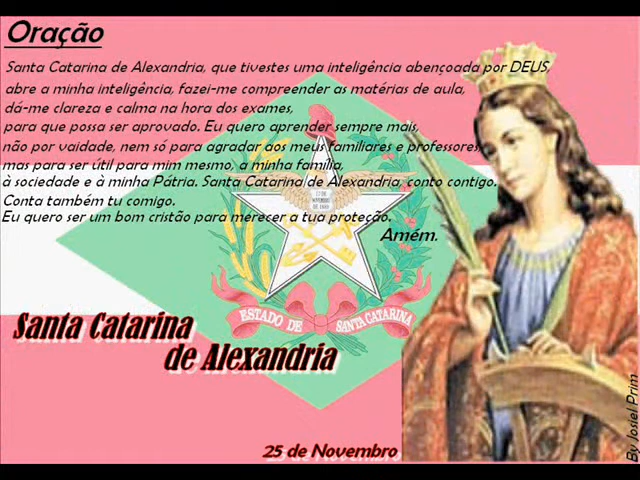 Oração
Santa Catarina de Alexandria, que tivestes uma inteligência abençoada por DEUS,
abre a minha inteligência, fazei-me compreender as matérias de aula,
dá-me clareza e calma na hora dos exames,
para que possa ser aprovado. Eu quero aprender sempre mais,
não por vaidade, nem só para agradar aos meus familiares e professores,
mas para ser útil para mim mesmo, a minha família,
à sociedade e à minha Pátria. Santa Catarina de Alexandria, conto contigo.
Conta também tu comigo.
Eu quero ser um bom cristão para merecer a tua proteção.
Amém.
17 DE
NOVEMBRO
DE 1889
ESTADO DE SANTA CATARINA
Santa Catarina
de Alexandria
25 de Novembro
By Josiel Prim